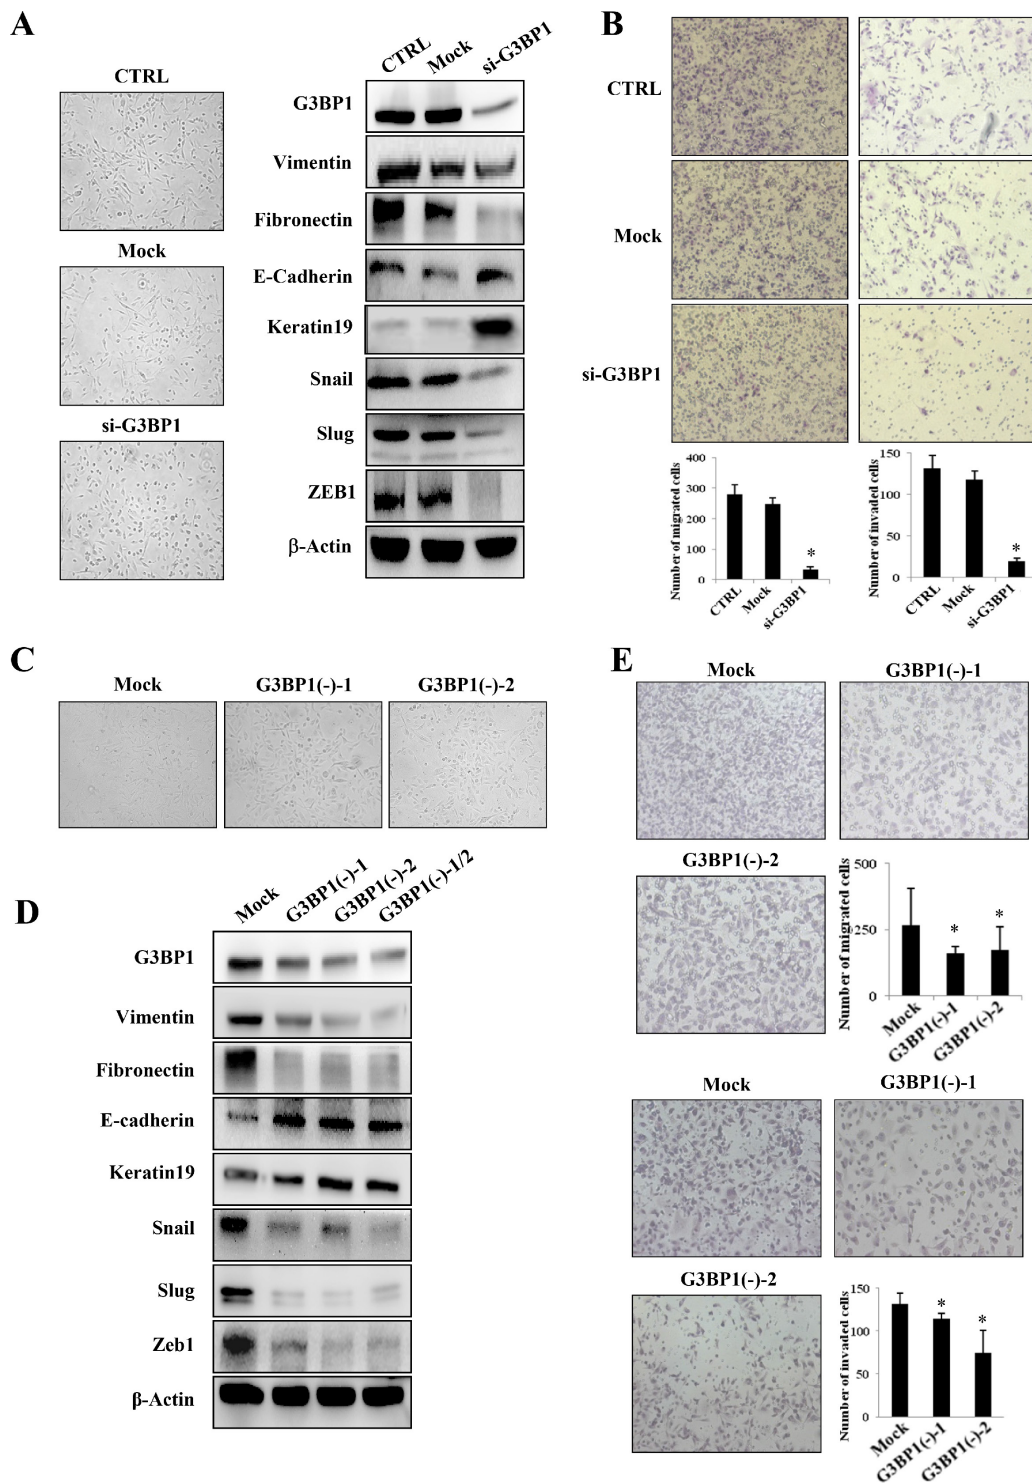 A
CTRL
Mock
si-G3BP1
CTRL
Mock
si-G3BP1
G3BP1
Vimentin
Fibronectin
E-Cadherin
Keratin19
Snail
Slug
ZEB1
β-Actin
B
CTRL
Mock
si-G3BP1
Number of migrated cells
400
300
200
100
0
CTRL
Mock
si-G3BP1
*
Number of invaded cells
150
100
50
0
CTRL
Mock
si-G3BP1
*
C
Mock
G3BP1(-)-1
G3BP1(-)-2
D
Mock
G3BP1(-)-1
G3BP1(-)-2
G3BP1(-)-1/2
G3BP1
Vimentin
Fibronectin
E-cadherin
Keratin19
Snail
Slug
Zeb1
β-Actin
E
Mock
G3BP1(-)-1
G3BP1(-)-2
Number of migrated cells
500
250
0
* *
Mock
G3BP1(-)-1
G3BP1(-)-2
Mock
G3BP1(-)-1
G3BP1(-)-2
Number of invaded cells
150
100
50
0
* *
Mock
G3BP1(-)-1
G3BP1(-)-2